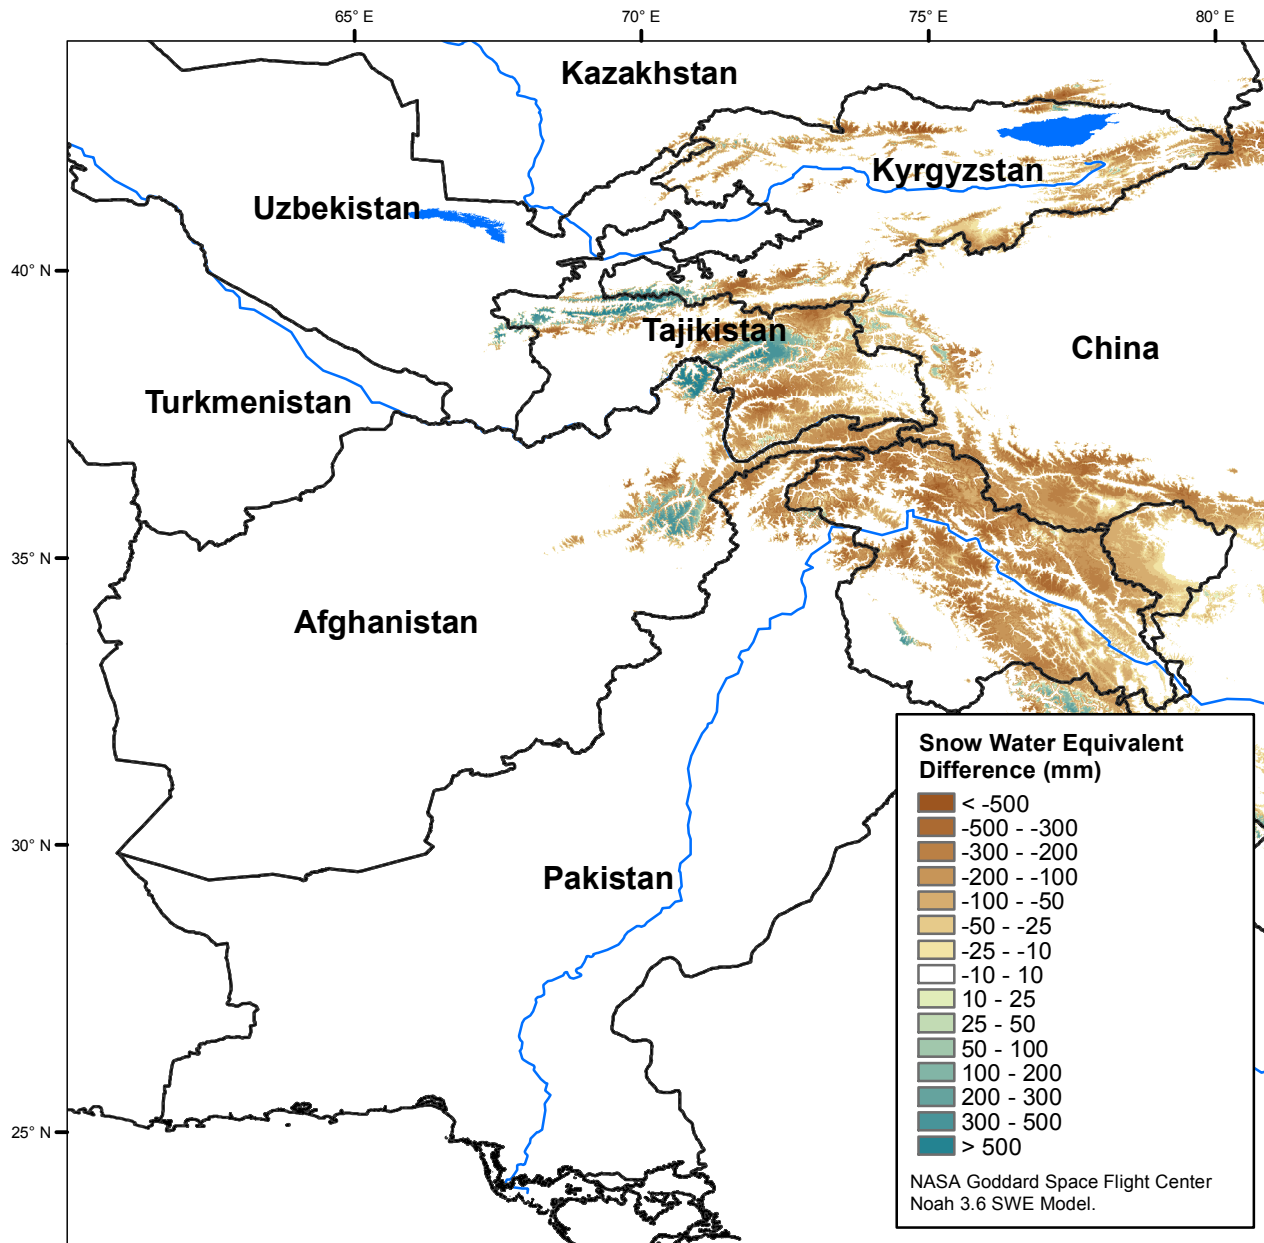 65° E
70° E
75° E
80° E
Kazakhstan
Kyrgyzstan
Uzbekistan
40° N
Tajikistan
China
Turkmenistan
35° N
Afghanistan
Snow Water Equivalent
Difference (mm)
< -500
-500 - -300
-300 - -200
-200 - -100
-100 - -50
-50 - -25
-25 - -10
-10 - 10
10 - 25
25 - 50
50 - 100
100 - 200
200 - 300
300 - 500
> 500
NASA Goddard Space Flight Center
Noah 3.6 SWE Model.
30° N
Pakistan
25° N